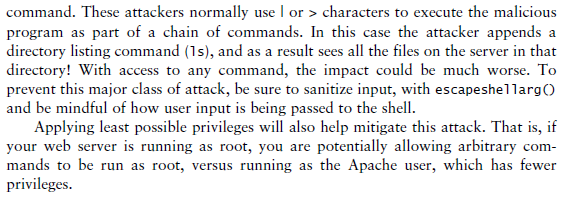 command. These attackers normally use | or > characters to execute the malicious
program as part of a chain of commands. In this case the attacker appends a
directory listing command (ls), and as a result sees all the files on the server in that
directory! With access to any command, the impact could be much worse. To
prevent this major class of attack, be sure to sanitize input, with escapeshellarg()
and be mindful of how user input is being passed to the shell.
Applying least possible privileges will also help mitigate this attack. That is, if
your web server is running as root, you are potentially allowing arbitrary com-
mands to be run as root, versus running as the Apache user, which has fewer
privileges.